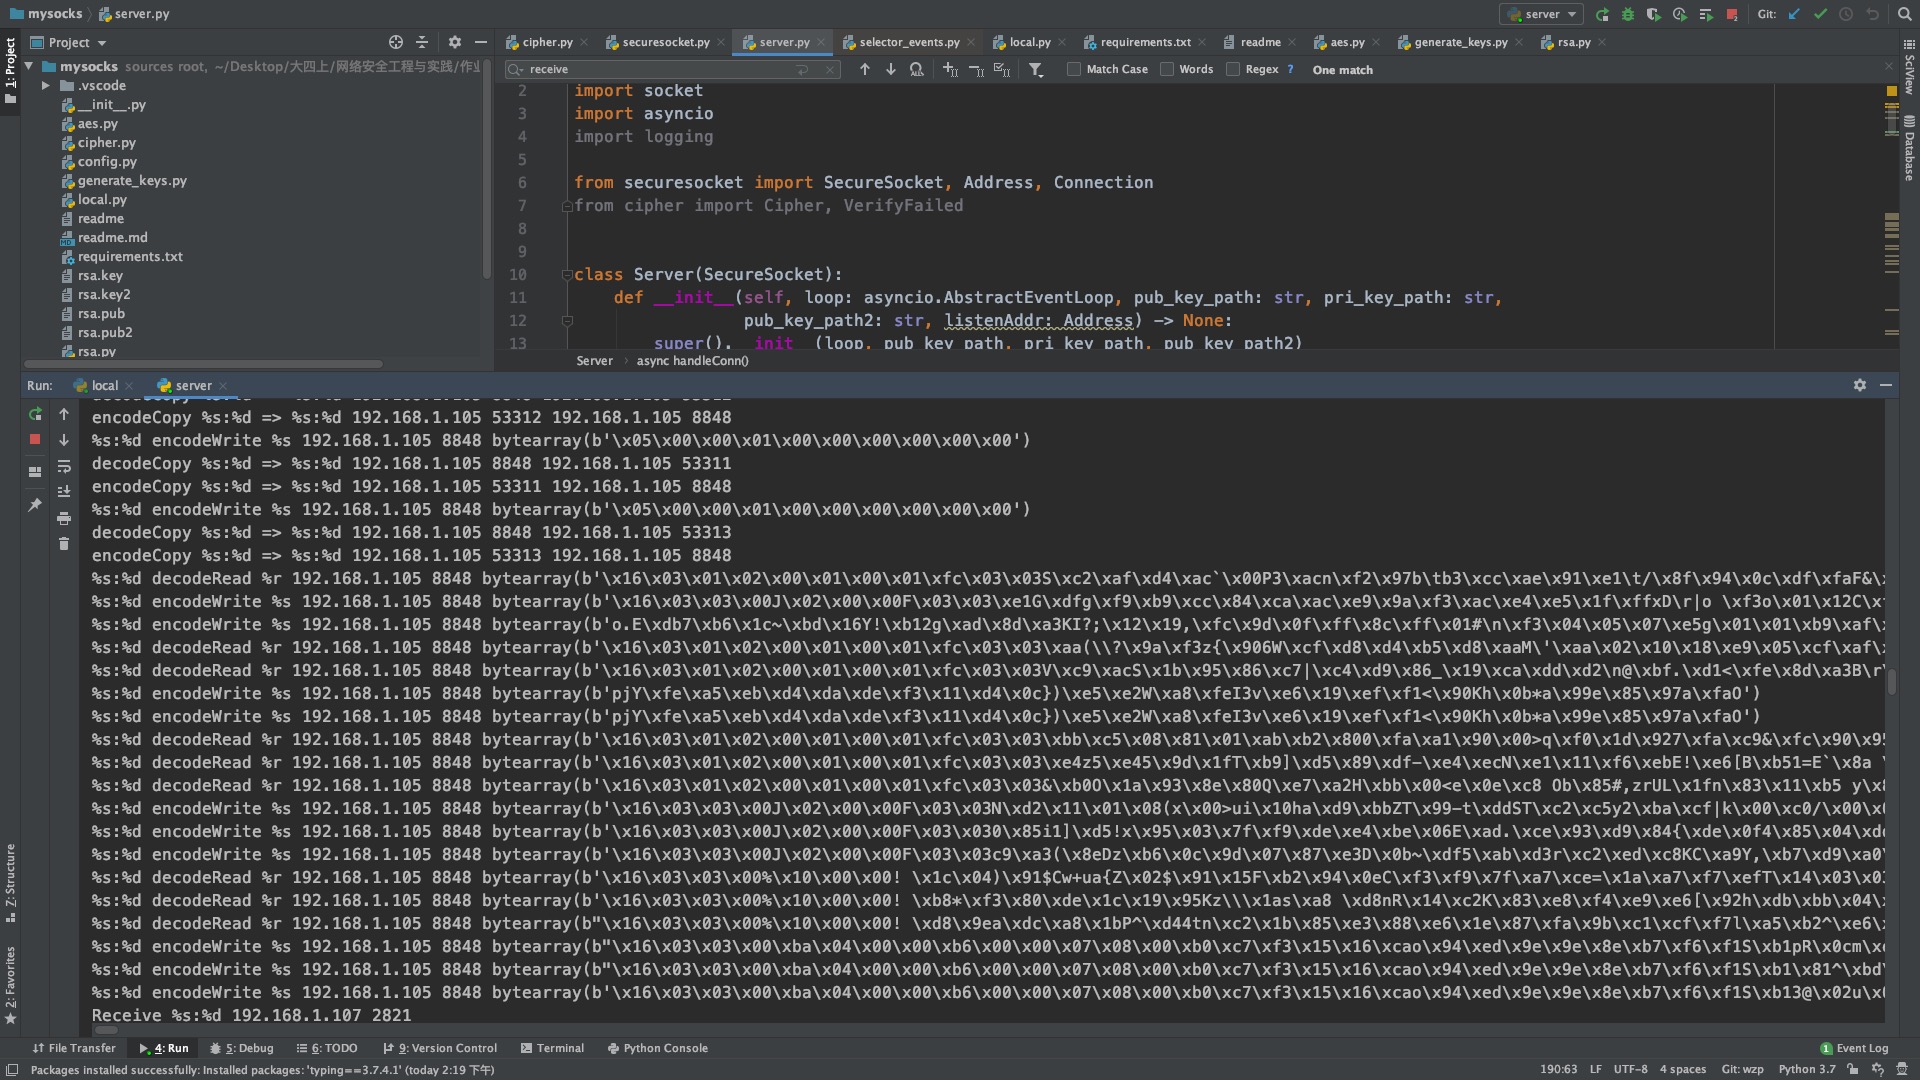 mysocks server.py
server Git:
Project
cipher.py securesocket.py server.py selector_events.py local.py requirements.txt readme aes.py generate_keys.py rsa.py
1: Project
SciView
Database
mysocks sources root, ~/Desktop/大四上/网络安全工程与实践/作业
.vscode
__init__.py
aes.py
cipher.py
config.py
generate_keys.py
local.py
readme
readme.md
requirements.txt
rsa.key
rsa.key2
rsa.pub
rsa.pub2
rsa.py
receive Match Case Words Regex ? One match
2 import socket
3 import asyncio
4 import logging
5
6 from securesocket import SecureSocket, Address, Connection
7 from cipher import Cipher, VerifyFailed
8
9
10 class Server(SecureSocket):
11 def __init__(self, loop: asyncio.AbstractEventLoop, pub_key_path: str, pri_key_path: str,
12 pub_key_path2: str, listenAddr: Address) -> None:
13 super().__init__(loop, pub_key_path, pri_key_path, pub_key_path2)
Server async handleConn()
Run: local server
encodeCopy %s:%d => %s:%d 192.168.1.105 53312 192.168.1.105 8848
%s:%d encodeWrite %s 192.168.1.105 8848 bytearray(b'\x05\x00\x00\x01\x00\x00\x00\x00\x00\x00')
decodeCopy %s:%d => %s:%d 192.168.1.105 8848 192.168.1.105 53311
encodeCopy %s:%d => %s:%d 192.168.1.105 53311 192.168.1.105 8848
%s:%d encodeWrite %s 192.168.1.105 8848 bytearray(b'\x05\x00\x00\x01\x00\x00\x00\x00\x00\x00')
decodeCopy %s:%d => %s:%d 192.168.1.105 8848 192.168.1.105 53313
encodeCopy %s:%d => %s:%d 192.168.1.105 53313 192.168.1.105 8848
%s:%d decodeRead %r 192.168.1.105 8848 bytearray(b'\x16\x03\x01\x02\x00\x01\x00\x01\xfc\x03\x03S\xc2\xaf\xd4\xac`\x00P3\xacn\xf2\x97b\tb3\xcc\xae\x91\xe1t/\x8f\x94\x0c\xdf\xfaF&\x
%s:%d encodeWrite %s 192.168.1.105 8848 bytearray(b'\x16\x03\x03\x00J\x02\x00\x00F\x03\x03\xe1G\xdfg\xf9\xb9\xcc\x84\xca\xac\xe9\x9a\xf3\xac\xe4\xe5\x1f\xffxD\r|o \xf3o\x01\x12C\x
%s:%d encodeWrite %s 192.168.1.105 8848 bytearray(b'o.E\xdb7\xb6\x1c~\xbd\x16Y!\xb12g\xad\x8d\xa3KI?;\x12\x19,\xfc\x9d\x0f\xff\x8c\xff\x01#\n\xf3\x04\x05\x07\xe5g\x01\x01\xb9\xaf\x
%s:%d decodeRead %r 192.168.1.105 8848 bytearray(b'\x16\x03\x01\x02\x00\x01\x00\x01\xfc\x03\x03\xaa(\\?\x9a\xf3z{\x906W\xcf\xd8\xd4\xb5\xd8\xaaM\'\xaa\x02\x10\x18\xe9\x05\xcf\xaf\x
%s:%d decodeRead %r 192.168.1.105 8848 bytearray(b'\x16\x03\x01\x02\x00\x01\x00\x01\xfc\x03\x03V\xc9\xacS\x1b\x95\x86\xc7|\xc4\xd9\x86_\x19\xca\xdd\xd2\n@\xbf.\xd1<\xfe\x8d\xa3B\r\
%s:%d encodeWrite %s 192.168.1.105 8848 bytearray(b'pjY\xfe\xa5\xeb\xd4\xda\xde\xf3\x11\xd4\x0c})\xe5\xe2W\xa8\xfeI3v\xe6\x19\xef\xf1<\x90Kh\x0b*a\x99e\x85\x97a\xfaO')
%s:%d encodeWrite %s 192.168.1.105 8848 bytearray(b'pjY\xfe\xa5\xeb\xd4\xda\xde\xf3\x11\xd4\x0c})\xe5\xe2W\xa8\xfeI3v\xe6\x19\xef\xf1<\x90Kh\x0b*a\x99e\x85\x97a\xfaO')
%s:%d decodeRead %r 192.168.1.105 8848 bytearray(b'\x16\x03\x01\x02\x00\x01\x00\x01\xfc\x03\x03\xbb\xc5\x08\x81\x01\xab\xb2\x800\xfa\xa1\x90\x00>q\xf0\x1d\x927\xfa\xc9&\xfc\x90\x95
%s:%d decodeRead %r 192.168.1.105 8848 bytearray(b'\x16\x03\x01\x02\x00\x01\x00\x01\xfc\x03\x03\xe4z5\xe45\x9d\x1fT\xb9]\xd5\x89\xdf-\xe4\xecN\xe1\x11\xf6\xebE!\xe6[B\xb51=E`\x8a \
%s:%d decodeRead %r 192.168.1.105 8848 bytearray(b'\x16\x03\x01\x02\x00\x01\x00\x01\xfc\x03\x03&\xb0O\x1a\x93\x8e\x80Q\xe7\xa2H\xbb\x00<e\x0e\xc8 Ob\x85#,zrUL\x1fn\x83\x11\xb5 y\x8
%s:%d encodeWrite %s 192.168.1.105 8848 bytearray(b'\x16\x03\x03\x00J\x02\x00\x00F\x03\x03N\xd2\x11\x01\x08(x\x00>ui\x10ha\xd9\xbbZT\x99-t\xddST\xc2\xc5y2\xba\xcf|k\x00\xc0/\x00\x0
%s:%d encodeWrite %s 192.168.1.105 8848 bytearray(b'\x16\x03\x03\x00J\x02\x00\x00F\x03\x030\x85i1]\xd5!x\x95\x03\x7f\xf9\xde\xe4\xbe\x06E\xad.\xce\x93\xd9\x84{\xde\x0f4\x85\x04\xdd
%s:%d encodeWrite %s 192.168.1.105 8848 bytearray(b'\x16\x03\x03\x00J\x02\x00\x00F\x03\x03c9\xa3(\x8eDz\xb6\x0c\x9d\x07\x87\xe3D\x0b~\xdf5\xab\xd3r\xc2\xed\xc8KC\xa9Y,\xb7\xd9\xa0\
%s:%d decodeRead %r 192.168.1.105 8848 bytearray(b'\x16\x03\x03\x00%\x10\x00\x00! \x1c\x04)\x91$Cw+ua{Z\x02$\x91\x15F\xb2\x94\x0eC\xf3\xf9\x7f\xa7\xce=\x1a\xa7\xf7\xefT\x14\x03\x03
%s:%d decodeRead %r 192.168.1.105 8848 bytearray(b'\x16\x03\x03\x00%\x10\x00\x00! \xb8*\xf3\x80\xde\x1c\x19\x95Kz\\\x1as\xa8 \xd8nR\x14\xc2K\x83\xe8\xf4\xe9\xe6[\x92h\xdb\xbb\x04\
%s:%d decodeRead %r 192.168.1.105 8848 bytearray(b"\x16\x03\x03\x00%\x10\x00\x00! \xd8\x9ea\xdc\xa8\x1bP^\xd44tn\xc2\x1b\x85\xe3\x88\xe6\x1e\x87\xfa\x9b\xc1\xcf\xf7l\xa5\xb2^\xe6\
%s:%d encodeWrite %s 192.168.1.105 8848 bytearray(b"\x16\x03\x03\x00\xba\x04\x00\x00\xb6\x00\x00\x07\x08\x00\xb0\xc7\xf3\x15\x16\xcao\x94\xed\x9e\x9e\x8e\xb7\xf6\xf1S\xb1pR\x0cm\x
%s:%d encodeWrite %s 192.168.1.105 8848 bytearray(b"\x16\x03\x03\x00\xba\x04\x00\x00\xb6\x00\x00\x07\x08\x00\xb0\xc7\xf3\x15\x16\xcao\x94\xed\x9e\x9e\x8e\xb7\xf6\xf1S\xb1\x81^\xbd\
%s:%d encodeWrite %s 192.168.1.105 8848 bytearray(b'\x16\x03\x03\x00\xba\x04\x00\x00\xb6\x00\x00\x07\x08\x00\xb0\xc7\xf3\x15\x16\xcao\x94\xed\x9e\x9e\x8e\xb7\xf6\xf1S\xb13@\x02u\x0
Receive %s:%d 192.168.1.107 2821
Z: Structure
2: Favorites
File Transfer 4: Run 5: Debug 6: TODO 9: Version Control Terminal Python Console 1 Event Log
Packages installed successfully: Installed packages: 'typing==3.7.4.1' (today 2:19 下午) 190:63 LF UTF-8 4 spaces Git: wzp Python 3.7